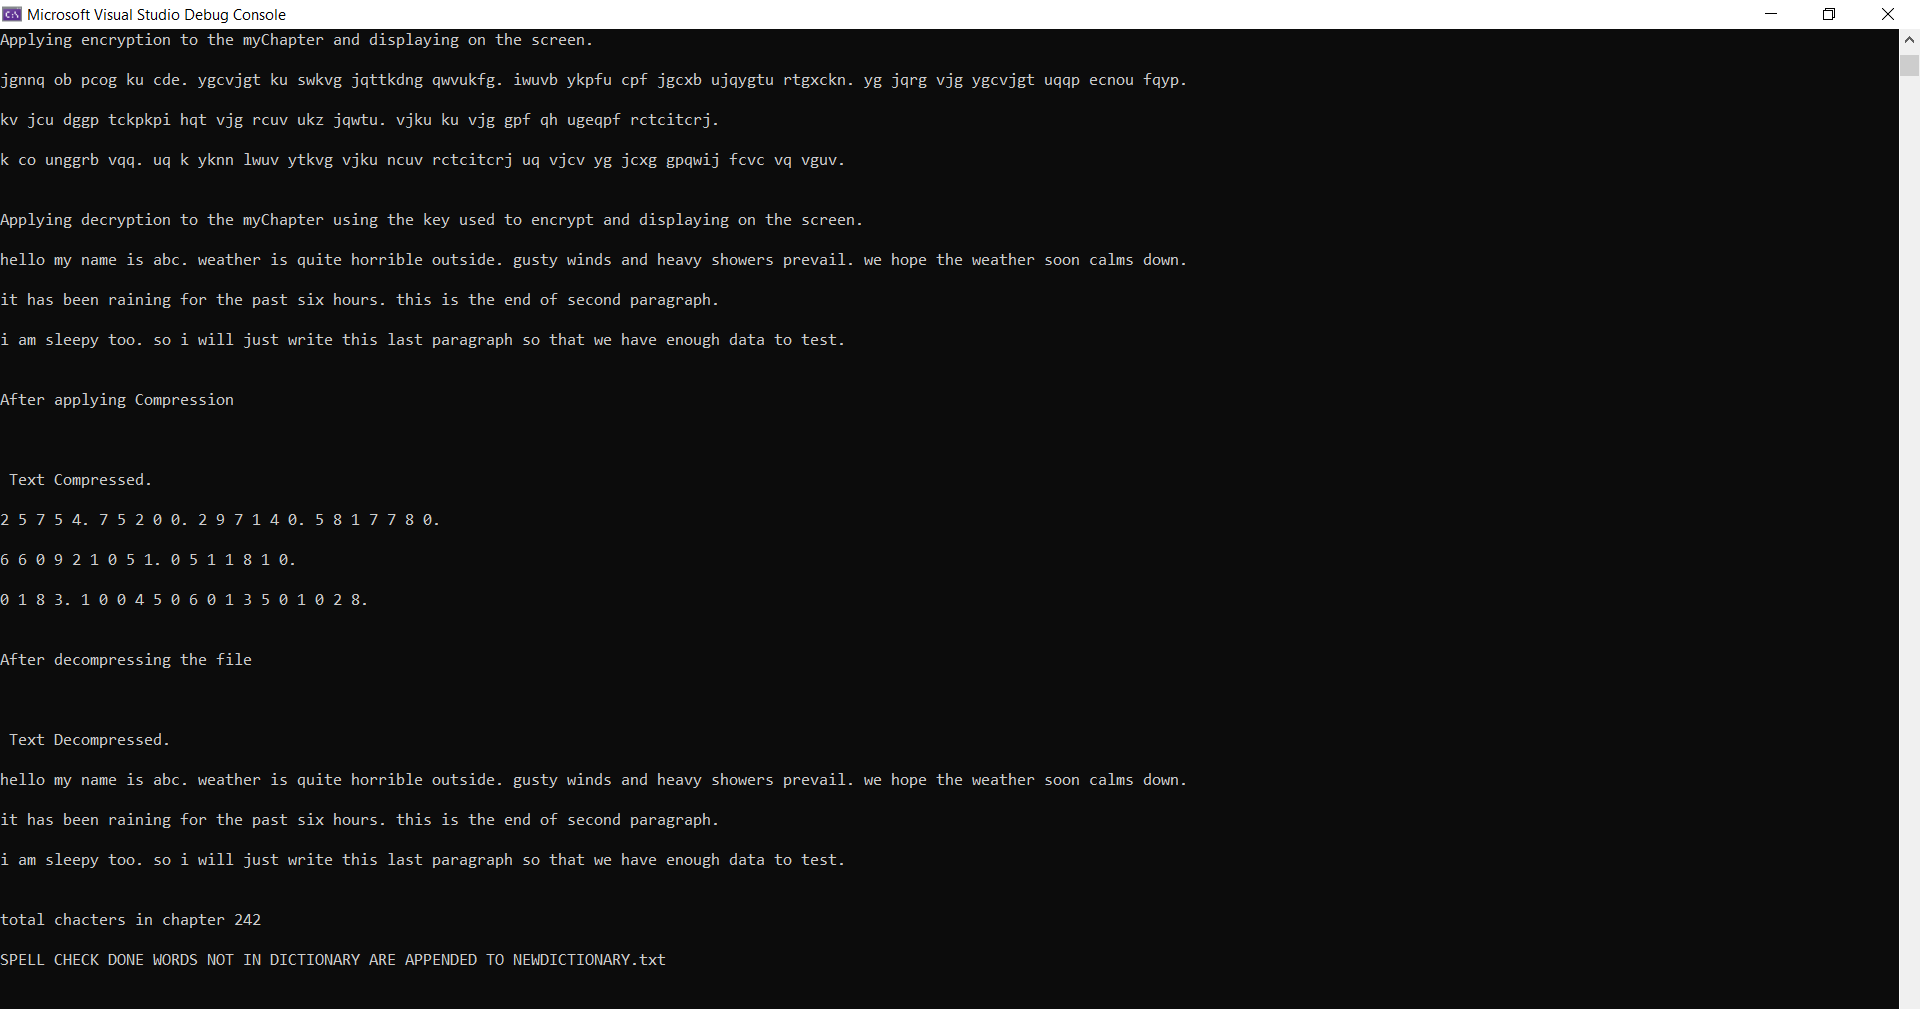 Microsoft Visual Studio Debug Console
Applying encryption to the myChapter and displaying on the screen.
jgnnq ob pcog ku cde. ygcvjgt ku swkvg jqttkdng qwvukfg. iwuvb ykpfu cpf jgcxb ujqygtu rtgxckn. yg jqrg vjg ygcvjgt uqqp ecnou fqyp.
kv jcu dggp tckpkpi hqt vjg rcuv ukz jqwtu. vjku ku vjg gpf qh ugeqpf rctcitcrj.
k co unggrb vqq. uq k yknn lwuv ytkvg vjku ncuv rctcitcrj uq vjcv yg jcxg gpqwij fcvc vq vguv.
Applying decryption to the myChapter using the key used to encrypt and displaying on the screen.
hello my name is abc. weather is quite horrible outside. gusty winds and heavy showers prevail. we hope the weather soon calms down.
it has been raining for the past six hours. this is the end of second paragraph.
i am sleepy too. so i will just write this last paragraph so that we have enough data to test.
After applying Compression
Text Compressed.
2 5 7 5 4. 7 5 2 0 0. 2 9 7 1 4 0. 5 8 1 7 7 8 0.
6 6 0 9 2 1 0 5 1. 0 5 1 1 8 1 0.
0 1 8 3. 1 0 0 4 5 0 6 0 1 3 5 0 1 0 2 8.
After decompressing the file
Text Decompressed.
hello my name is abc. weather is quite horrible outside. gusty winds and heavy showers prevail. we hope the weather soon calms down.
it has been raining for the past six hours. this is the end of second paragraph.
i am sleepy too. so i will just write this last paragraph so that we have enough data to test.
total chacters in chapter 242
SPELL CHECK DONE WORDS NOT IN DICTIONARY ARE APPENDED TO NEWDICTIONARY.txt